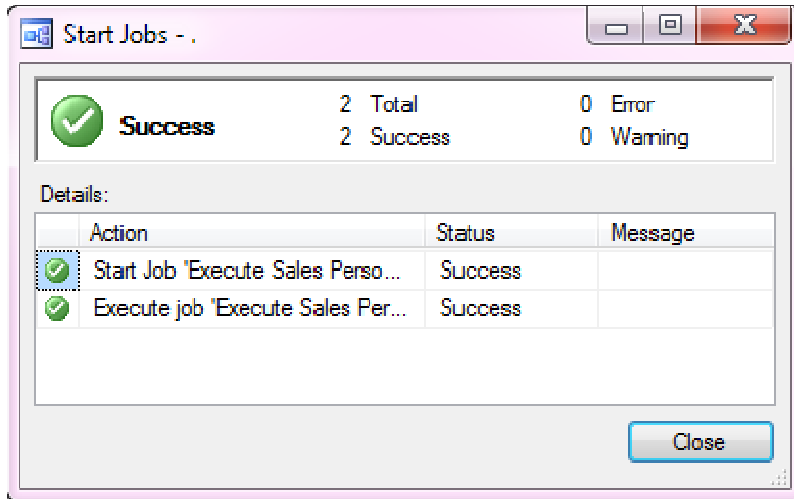 Start Jobs - .
Success
2 Total 0 Error
2 Success 0 Warning
Details:
Action Status Message
Start Job 'Execute Sales Perso... Success
Execute job 'Execute Sales Per... Success
Close